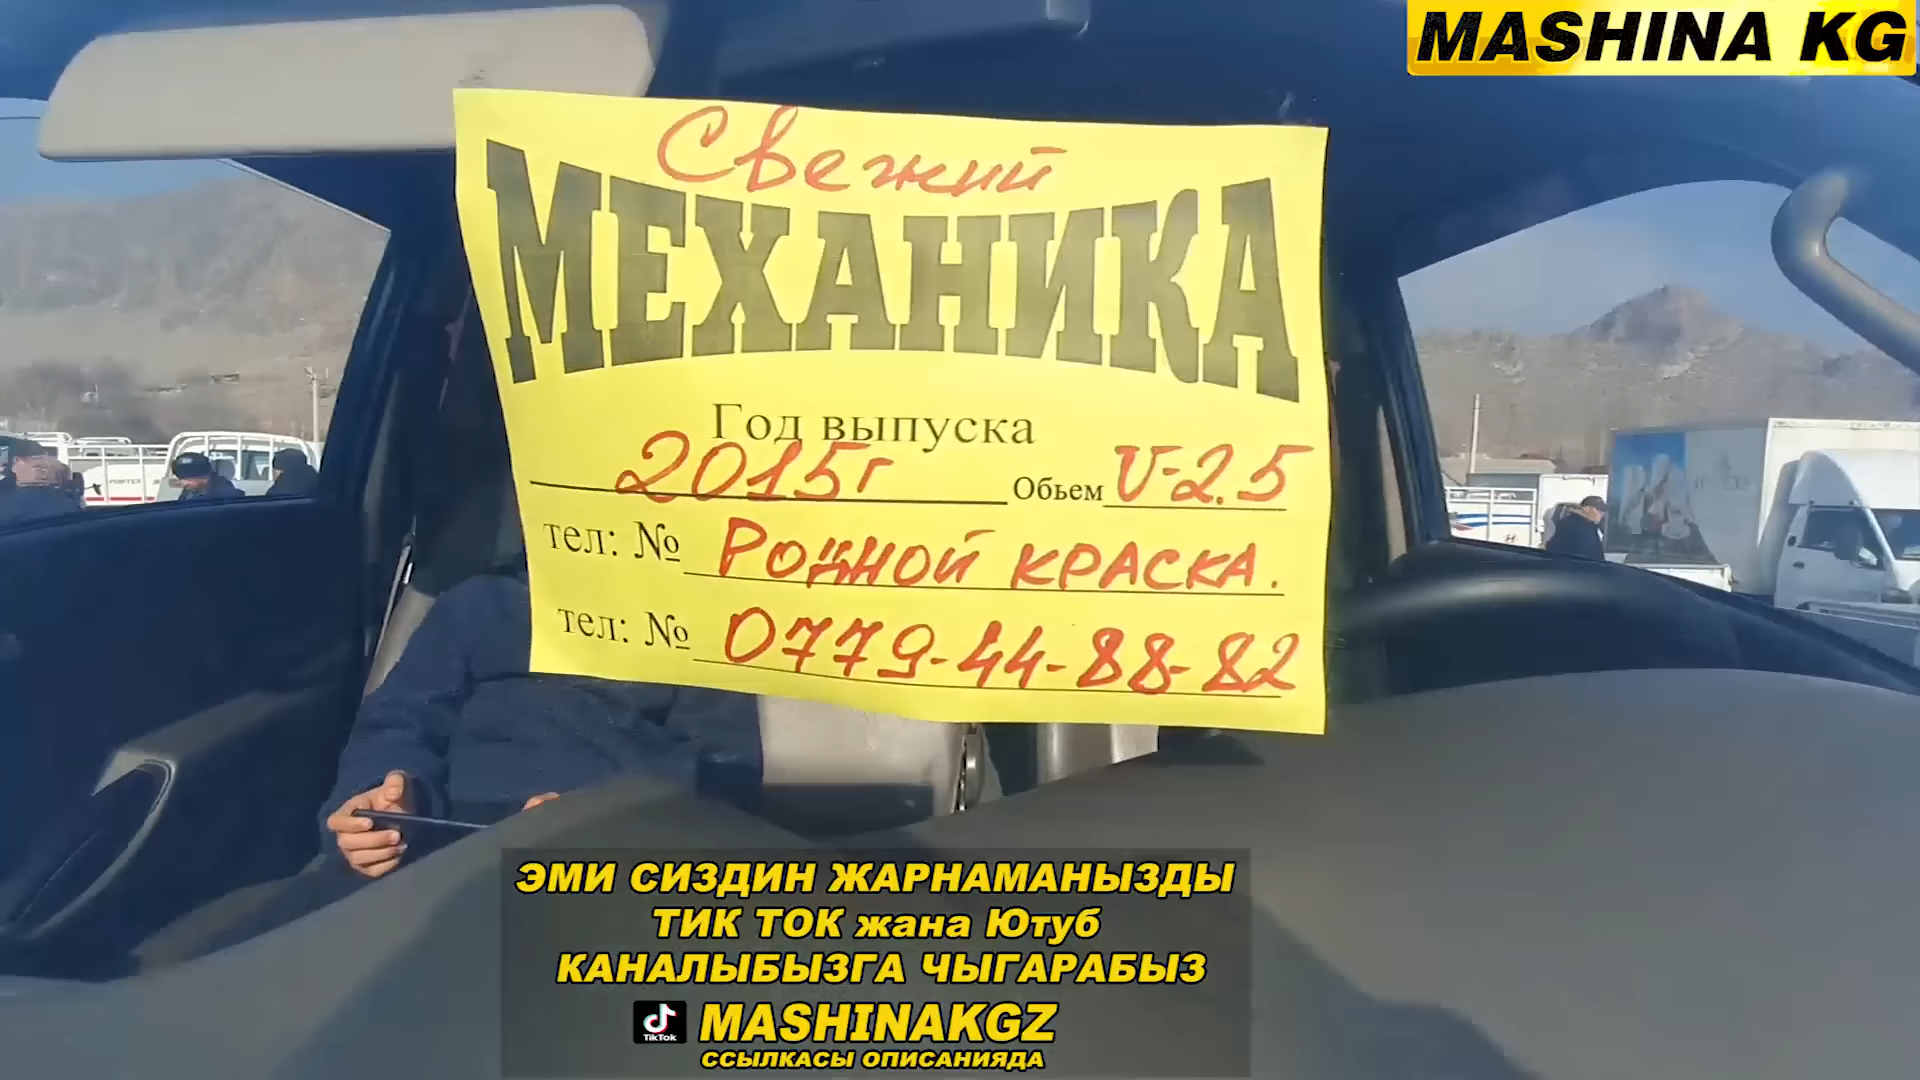 MASHINA KG
Свежий
МЕХАНИКА
Год выпуска
2015г Обьем V-2.5
тел: № Родной краска.
тел: № 0779-44-88-82
PORTER
ЭМИ СИЗДИН ЖАРНАМАНЫЗДЫ
ТИК ТОК жана Ютуб
КАНАЛЫБЫЗГА ЧЫГАРАБЫЗ
TikTok MASHINAKGZ
ССЫЛКАСЫ ОПИСАНИЯДА